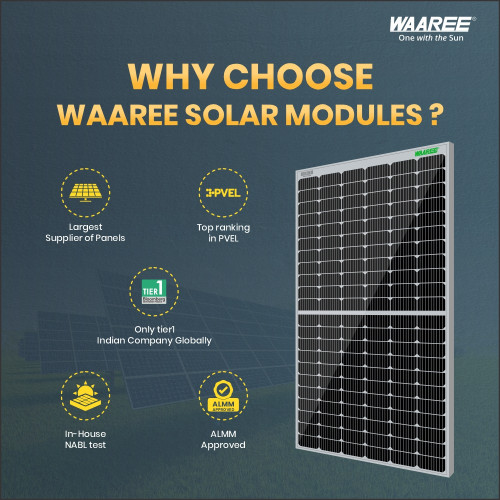 WAAREE®
One with the Sun
WHY CHOOSE
WAAREE SOLAR MODULES ?
WAAREE
Largest
Supplier of Panels
PVEL
Top ranking
in PVEL
TIER 1
Bloomberg
Only tier1
Indian Company Globally
In-House
NABL test
ALMM
APPROVED
ALMM
Approved